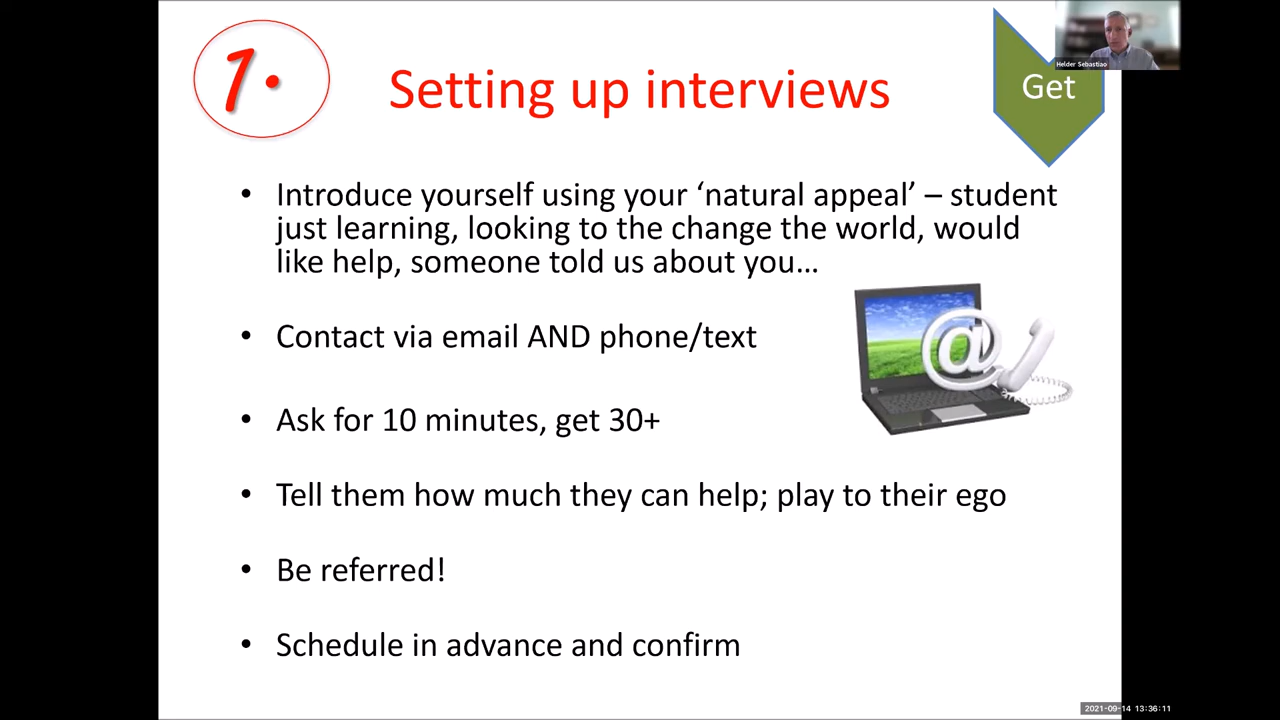 1.
Setting up interviews
Get
Helder Sebastiao
• Introduce yourself using your ‘natural appeal’ – student
just learning, looking to the change the world, would
like help, someone told us about you...
• Contact via email AND phone/text
@
• Ask for 10 minutes, get 30+
• Tell them how much they can help; play to their ego
• Be referred!
• Schedule in advance and confirm
2021-09-14 13:36:11